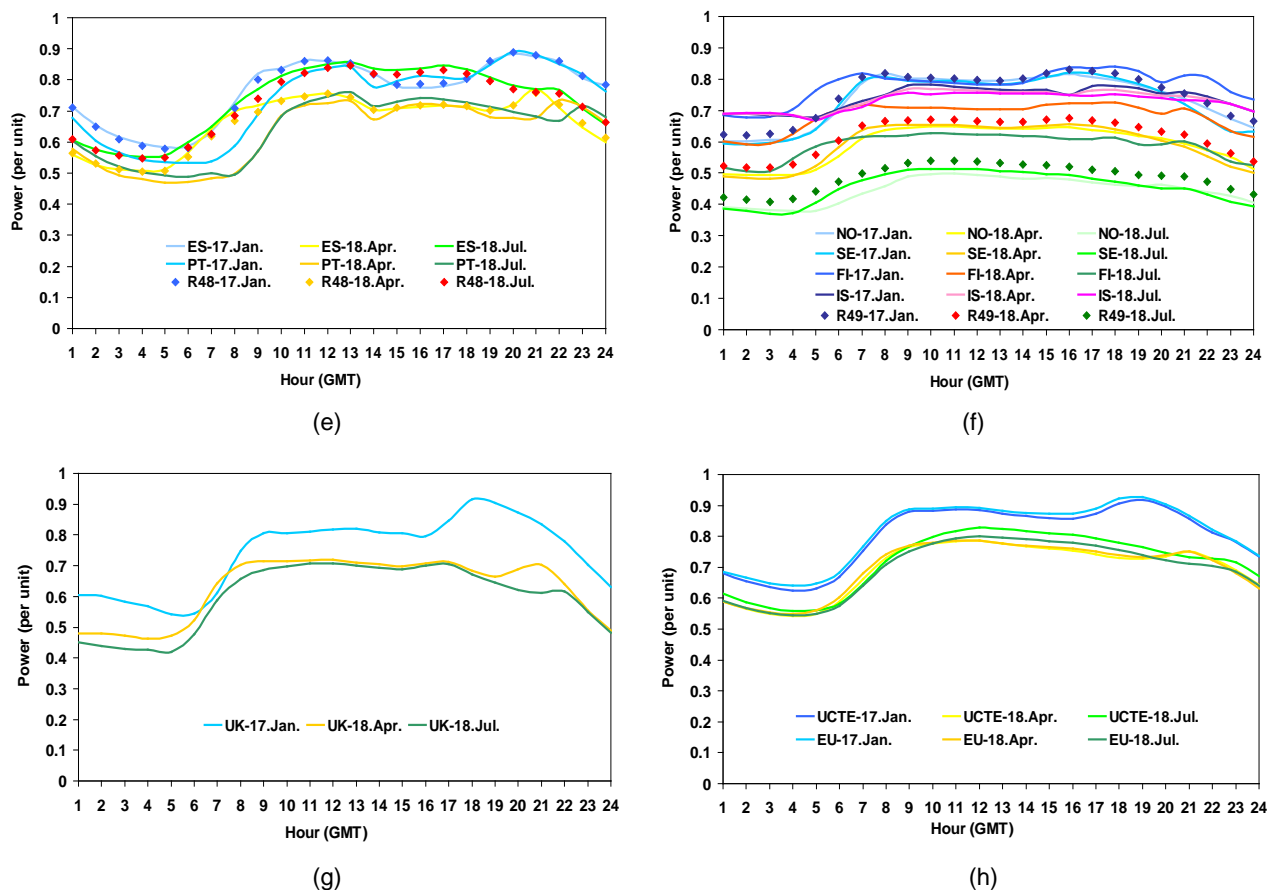 Power (per unit)
1
0.9
0.8
0.7
0.6
0.5
0.4
0.3
0.2
0.1
0
ES-17.Jan. ES-18.Apr. ES-18.Jul.
PT-17.Jan. PT-18.Apr. PT-18.Jul.
R48-17.Jan. R48-18.Apr. R48-18.Jul.
1 2 3 4 5 6 7 8 9 10 11 12 13 14 15 16 17 18 19 20 21 22 23 24
Hour (GMT)
(e)
Power (per unit)
1
0.9
0.8
0.7
0.6
0.5
0.4
0.3
0.2
0.1
0
NO-17.Jan. NO-18.Apr. NO-18.Jul.
SE-17.Jan. SE-18.Apr. SE-18.Jul.
FI-17.Jan. FI-18.Apr. FI-18.Jul.
IS-17.Jan. IS-18.Apr. IS-18.Jul.
R49-17.Jan. R49-18.Apr. R49-18.Jul.
1 2 3 4 5 6 7 8 9 10 11 12 13 14 15 16 17 18 19 20 21 22 23 24
Hour (GMT)
(f)
Power (per unit)
1
0.9
0.8
0.7
0.6
0.5
0.4
0.3
0.2
0.1
0
UK-17.Jan. UK-18.Apr. UK-18.Jul.
1 2 3 4 5 6 7 8 9 10 11 12 13 14 15 16 17 18 19 20 21 22 23 24
Hour (GMT)
(g)
Power (per unit)
1
0.9
0.8
0.7
0.6
0.5
0.4
0.3
0.2
0.1
0
UCTE-17.Jan. UCTE-18.Apr. UCTE-18.Jul.
EU-17.Jan. EU-18.Apr. EU-18.Jul.
1 2 3 4 5 6 7 8 9 10 11 12 13 14 15 16 17 18 19 20 21 22 23 24
Hour (GMT)
(h)